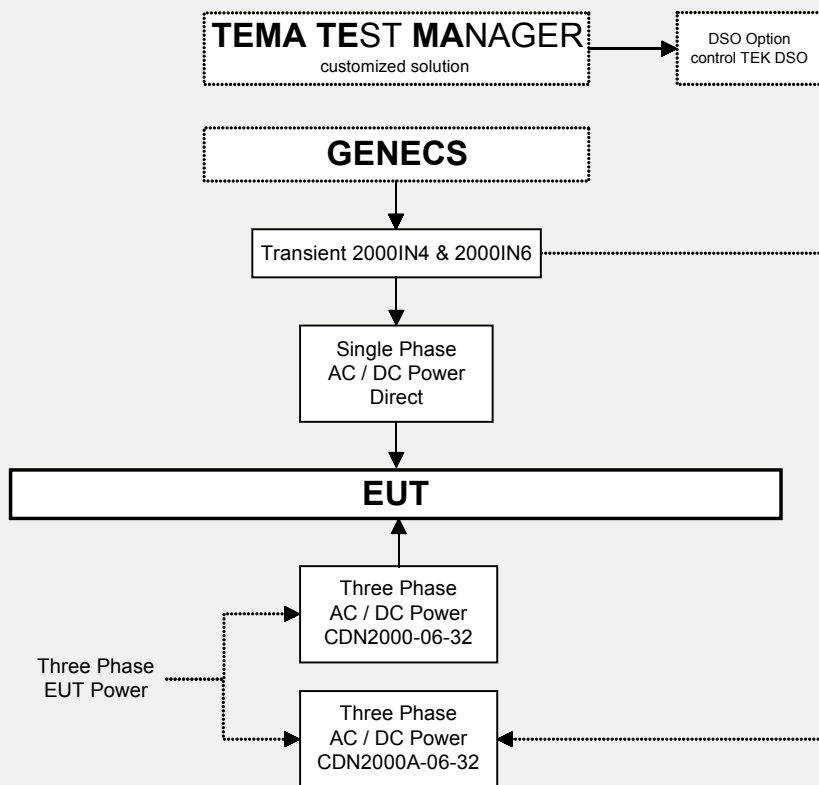 TEMA TEST MANAGER
customized solution
DSO Option
control TEK DSO
GENECS
Transient 2000IN4 & 2000IN6
Single Phase
AC / DC Power
Direct
EUT
Three Phase
AC / DC Power
CDN2000-06-32
Three Phase
EUT Power
Three Phase
AC / DC Power
CDN2000A-06-32